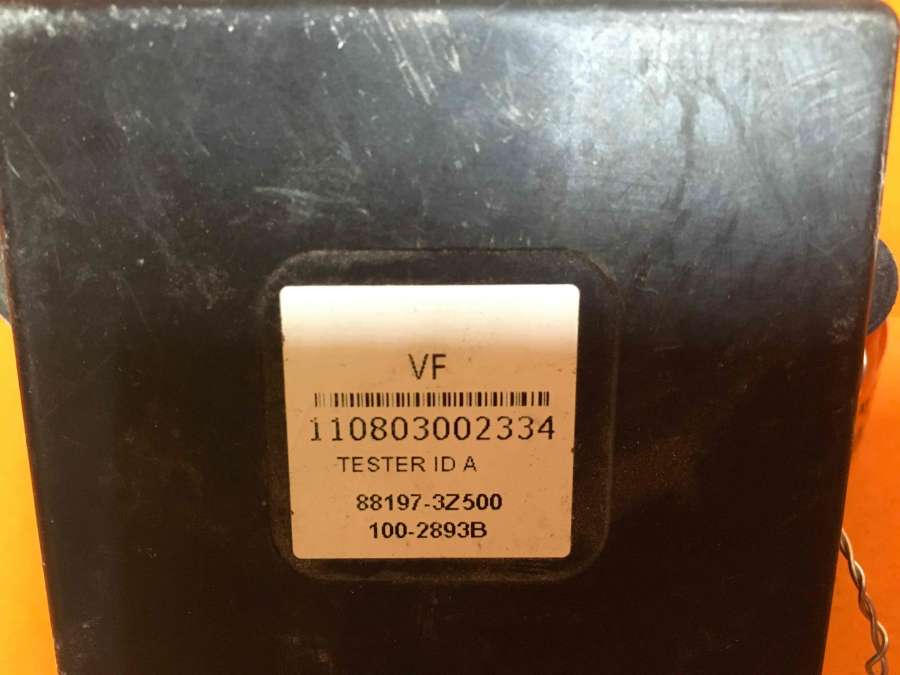 VF
110803002334
TESTER ID A
88197-3Z500
100-2893B